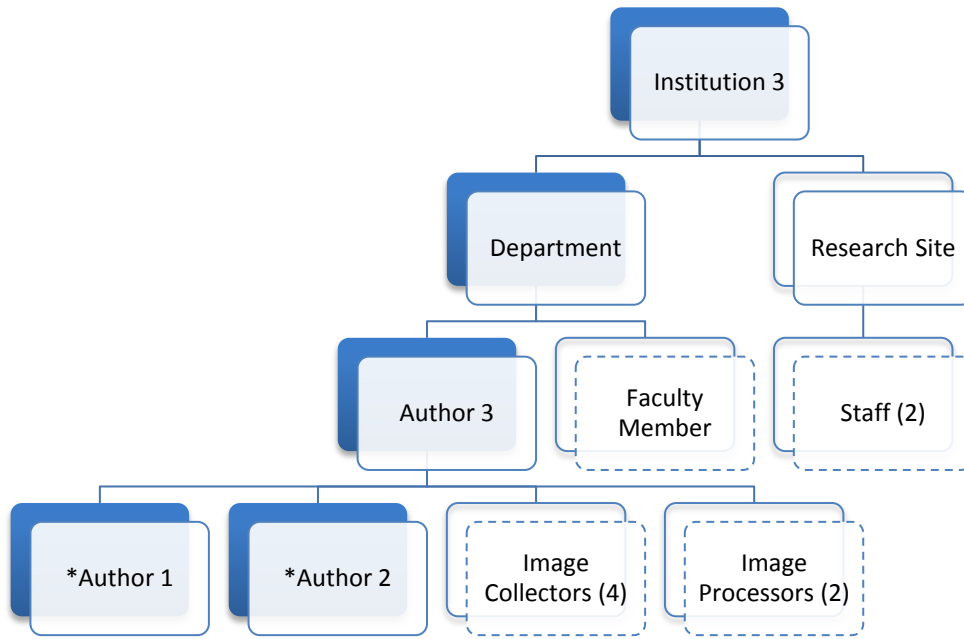 Institution 3
Department
Research Site
Author 3
Faculty
Member
Staff (2)
*Author 1
*Author 2
Image
Collectors (4)
Image
Processors (2)